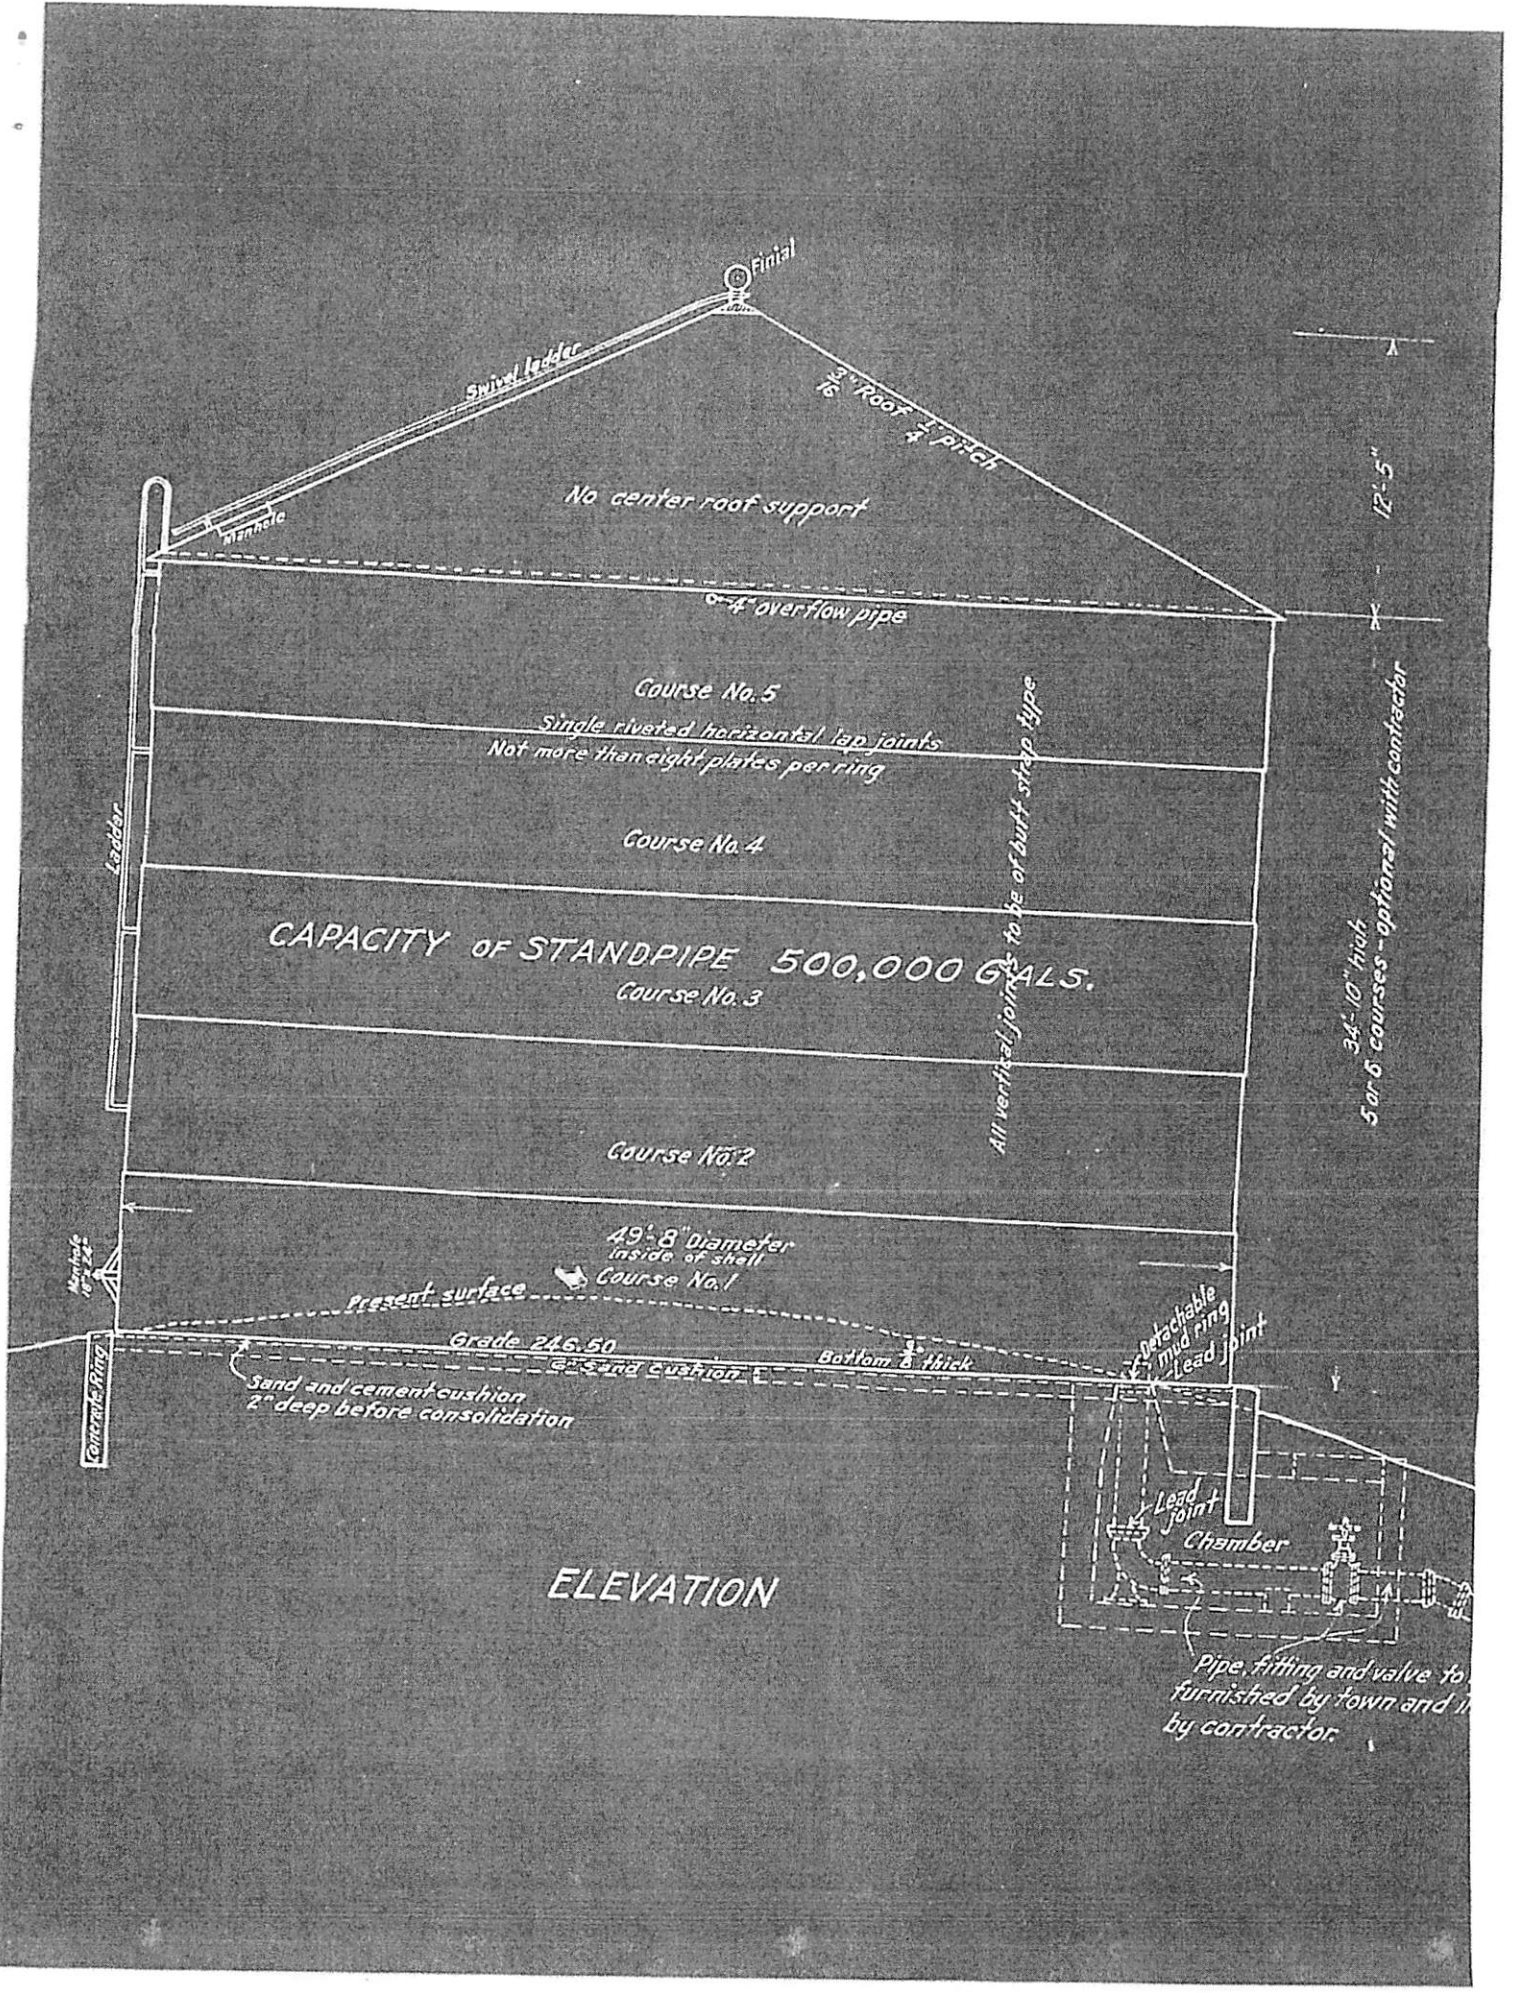 Finial
Swivel ladder
3/16" Roof 1/4 Pitch
12'-5"
No center roof support
Manhole
4" overflow pipe
Course No. 5
Single riveted horizontal lap joints
Not more than eight plates per ring
All vertical joints to be of butt strap type
Ladder
Course No. 4
34'-10" high
5 or 6 courses - optional with contractor
CAPACITY OF STANDPIPE 500,000 GALS.
Course No. 3
Course No. 2
49'-8" Diameter
inside of shell
Course No. 1
Manhole
Present surface
Detachable
mud ring
Lead joint
Grade 246.50
Bottom thick
6" Sand cushion
Sand and cement cushion
2" deep before consolidation
Concrete Ring
Lead
joint
Chamber
ELEVATION
Pipe, fitting and valve to
furnished by town and
by contractor.